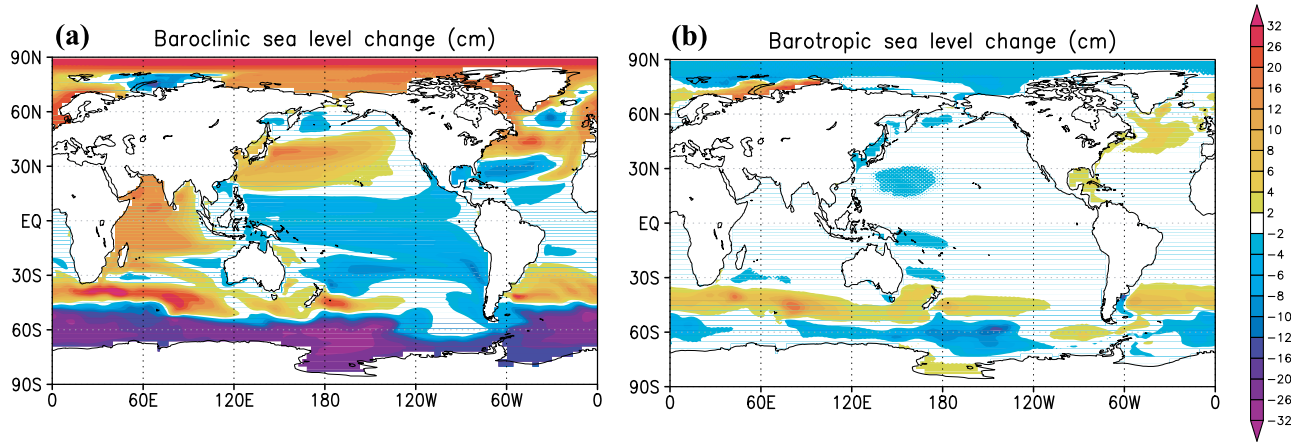 (a) Baroclinic sea level change (cm)
90N
60N
30N
EQ
30S
60S
90S
0 60E 120E 180 120W 60W 0
(b) Barotropic sea level change (cm)
90N
60N
30N
EQ
30S
60S
90S
0 60E 120E 180 120W 60W 0
32
26
20
16
12
10
8
6
4
2
-2
-4
-6
-8
-10
-12
-16
-20
-26
-32